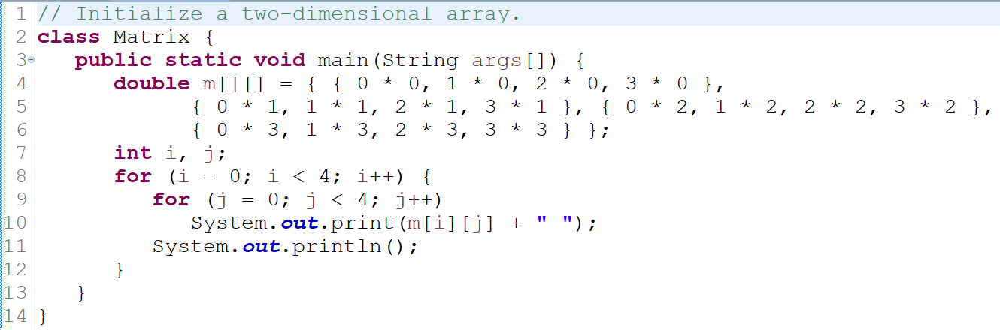 1 // Initialize a two-dimensional array.
2 class Matrix {
3    public static void main(String args[]) {
4       double m[][] = { { 0 * 0, 1 * 0, 2 * 0, 3 * 0 },
5             { 0 * 1, 1 * 1, 2 * 1, 3 * 1 }, { 0 * 2, 1 * 2, 2 * 2, 3 * 2 },
6             { 0 * 3, 1 * 3, 2 * 3, 3 * 3 } };
7       int i, j;
8       for (i = 0; i < 4; i++) {
9          for (j = 0; j < 4; j++)
10             System.out.print(m[i][j] + " ");
11          System.out.println();
12       }
13    }
14 }